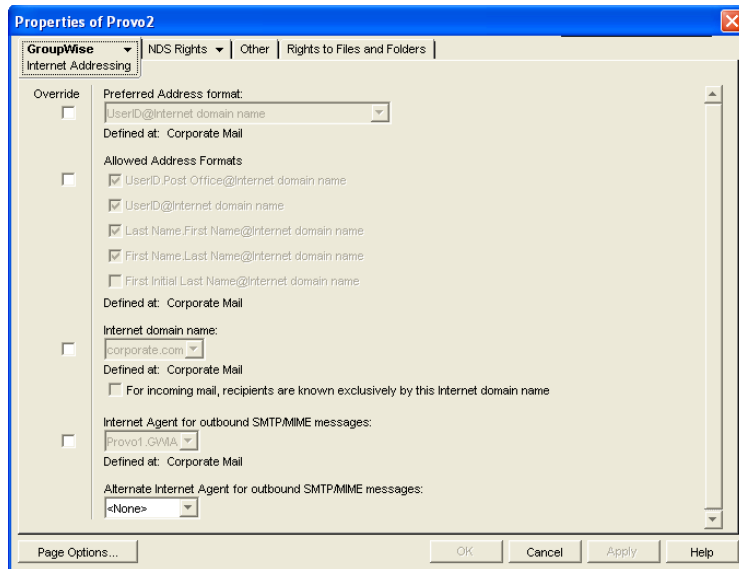 Properties of Provo2
GroupWise
NDS Rights
Other
Rights to Files and Folders
Internet Addressing
Override
Preferred Address format:
UserID@Internet domain name
Defined at: Corporate Mail
Allowed Address Formats
UserID.Post Office@Internet domain name
UserID@Internet domain name
Last Name.First Name@Internet domain name
First Name.Last Name@Internet domain name
First Initial Last Name@Internet domain name
Defined at: Corporate Mail
Internet domain name:
corporate.com
Defined at: Corporate Mail
For incoming mail, recipients are known exclusively by this Internet domain name
Internet Agent for outbound SMTP/MIME messages:
Provo1.GWIA
Defined at: Corporate Mail
Alternate Internet Agent for outbound SMTP/MIME messages:
<None>
Page Options...
OK
Cancel
Apply
Help